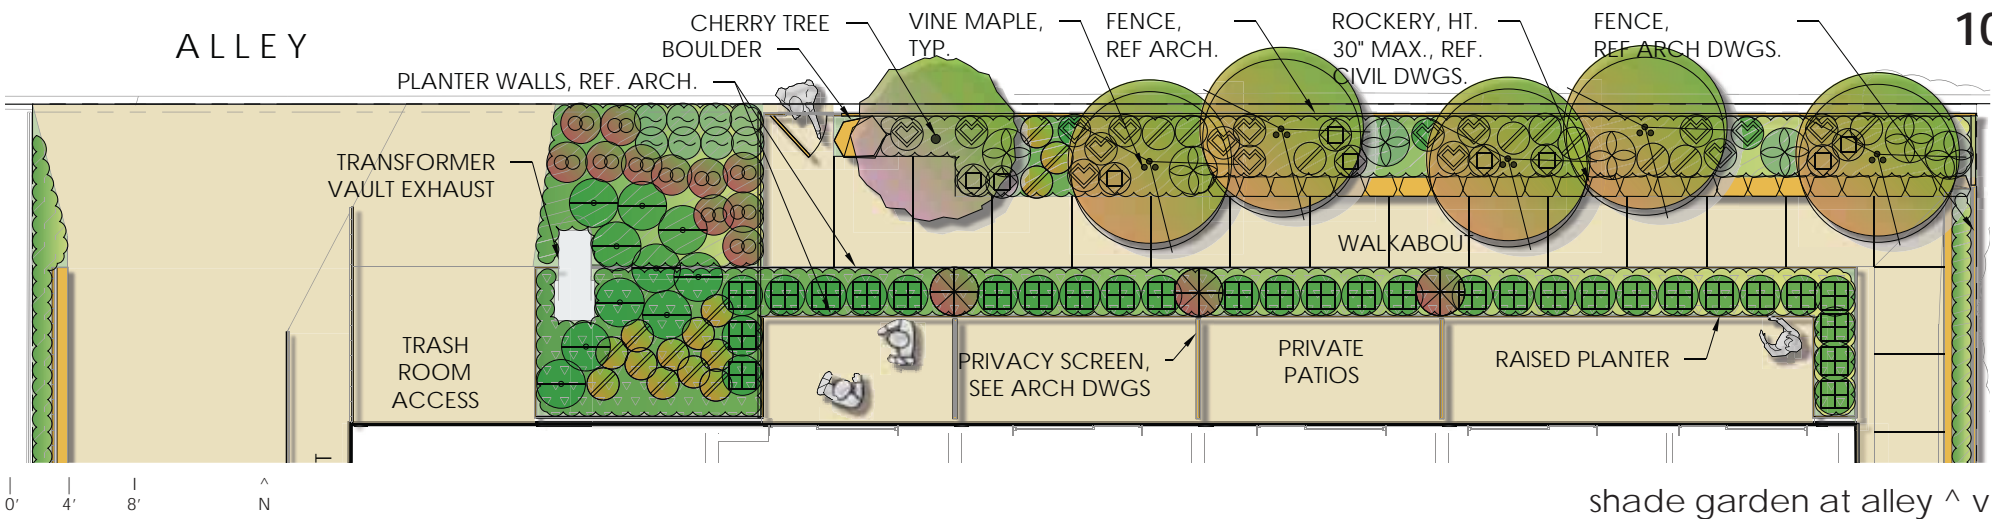 ALLEY
CHERRY TREE
BOULDER
PLANTER WALLS, REF. ARCH.
VINE MAPLE,
TYP.
FENCE,
REF ARCH.
ROCKERY, HT.
30" MAX., REF.
CIVIL DWGS.
FENCE,
REF ARCH DWGS.
10
TRANSFORMER
VAULT EXHAUST
WALKABOUT
TRASH
ROOM
ACCESS
PRIVACY SCREEN,
SEE ARCH DWGS
PRIVATE
PATIOS
RAISED PLANTER
T
0' 4' 8' ^
N
shade garden at alley ^ v